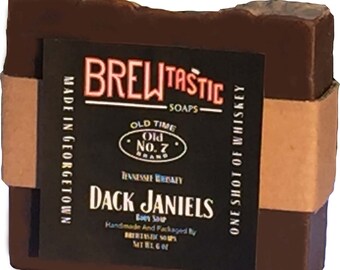 BREWTASTIC
SOAPS
OLD TIME
Old
No. 7
BRAND
TENNESSEE WHISKEY
DACK JANIELS
BODY SOAP
Handmade And Packaged By
BREWTASTIC SOAPS
NET WT. 6 OZ
MADE IN GEORGETOWN
ONE SHOT OF WHISKEY